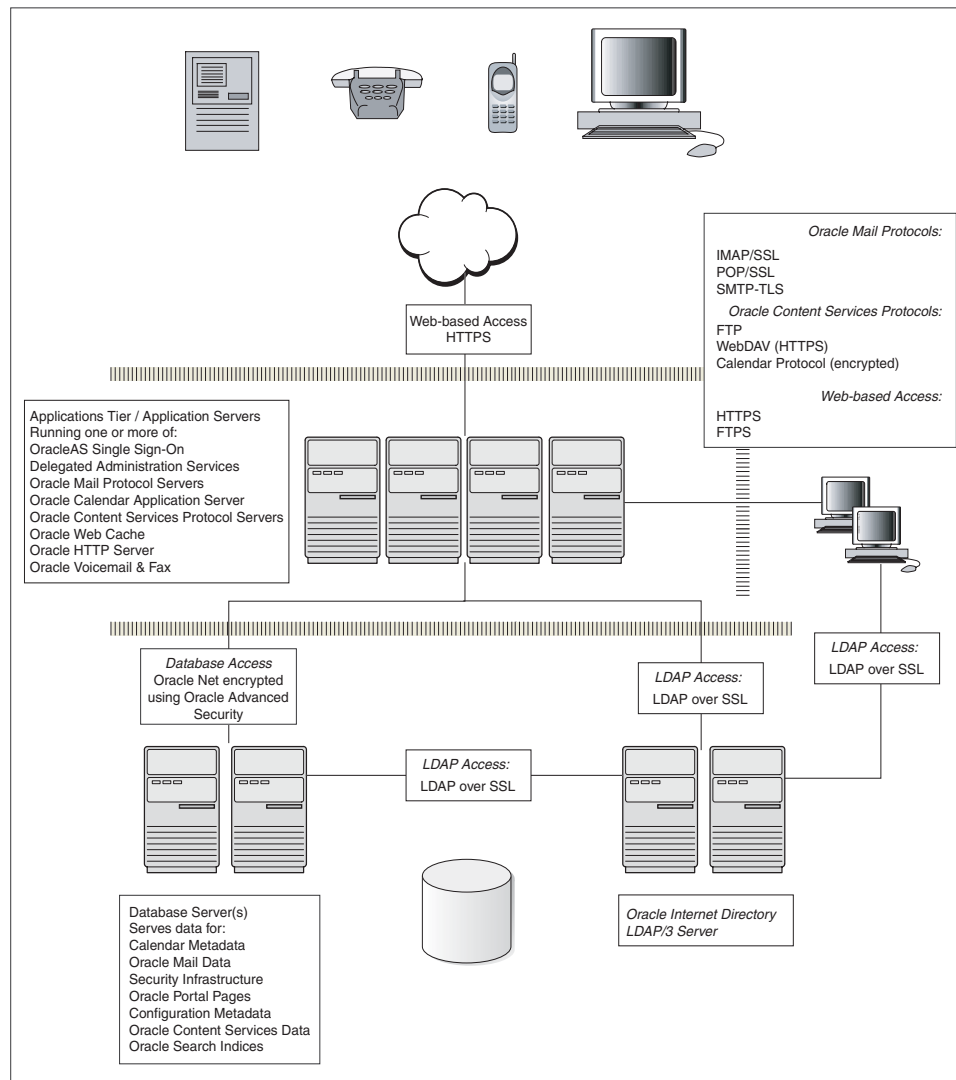 Oracle Mail Protocols:
IMAP/SSL
POP/SSL
SMTP-TLS
Oracle Content Services Protocols:
FTP
WebDAV (HTTPS)
Calendar Protocol (encrypted)
Web-based Access:
HTTPS
FTPS
Web-based Access
HTTPS
Applications Tier / Application Servers
Running one or more of:
OracleAS Single Sign-On
Delegated Administration Services
Oracle Mail Protocol Servers
Oracle Calendar Application Server
Oracle Content Services Protocol Servers
Oracle Web Cache
Oracle HTTP Server
Oracle Voicemail & Fax
Database Access
Oracle Net encrypted
using Oracle Advanced
Security
LDAP Access:
LDAP over SSL
LDAP Access:
LDAP over SSL
LDAP Access:
LDAP over SSL
Database Server(s)
Serves data for:
Calendar Metadata
Oracle Mail Data
Security Infrastructure
Oracle Portal Pages
Configuration Metadata
Oracle Content Services Data
Oracle Search Indices
Oracle Internet Directory
LDAP/3 Server